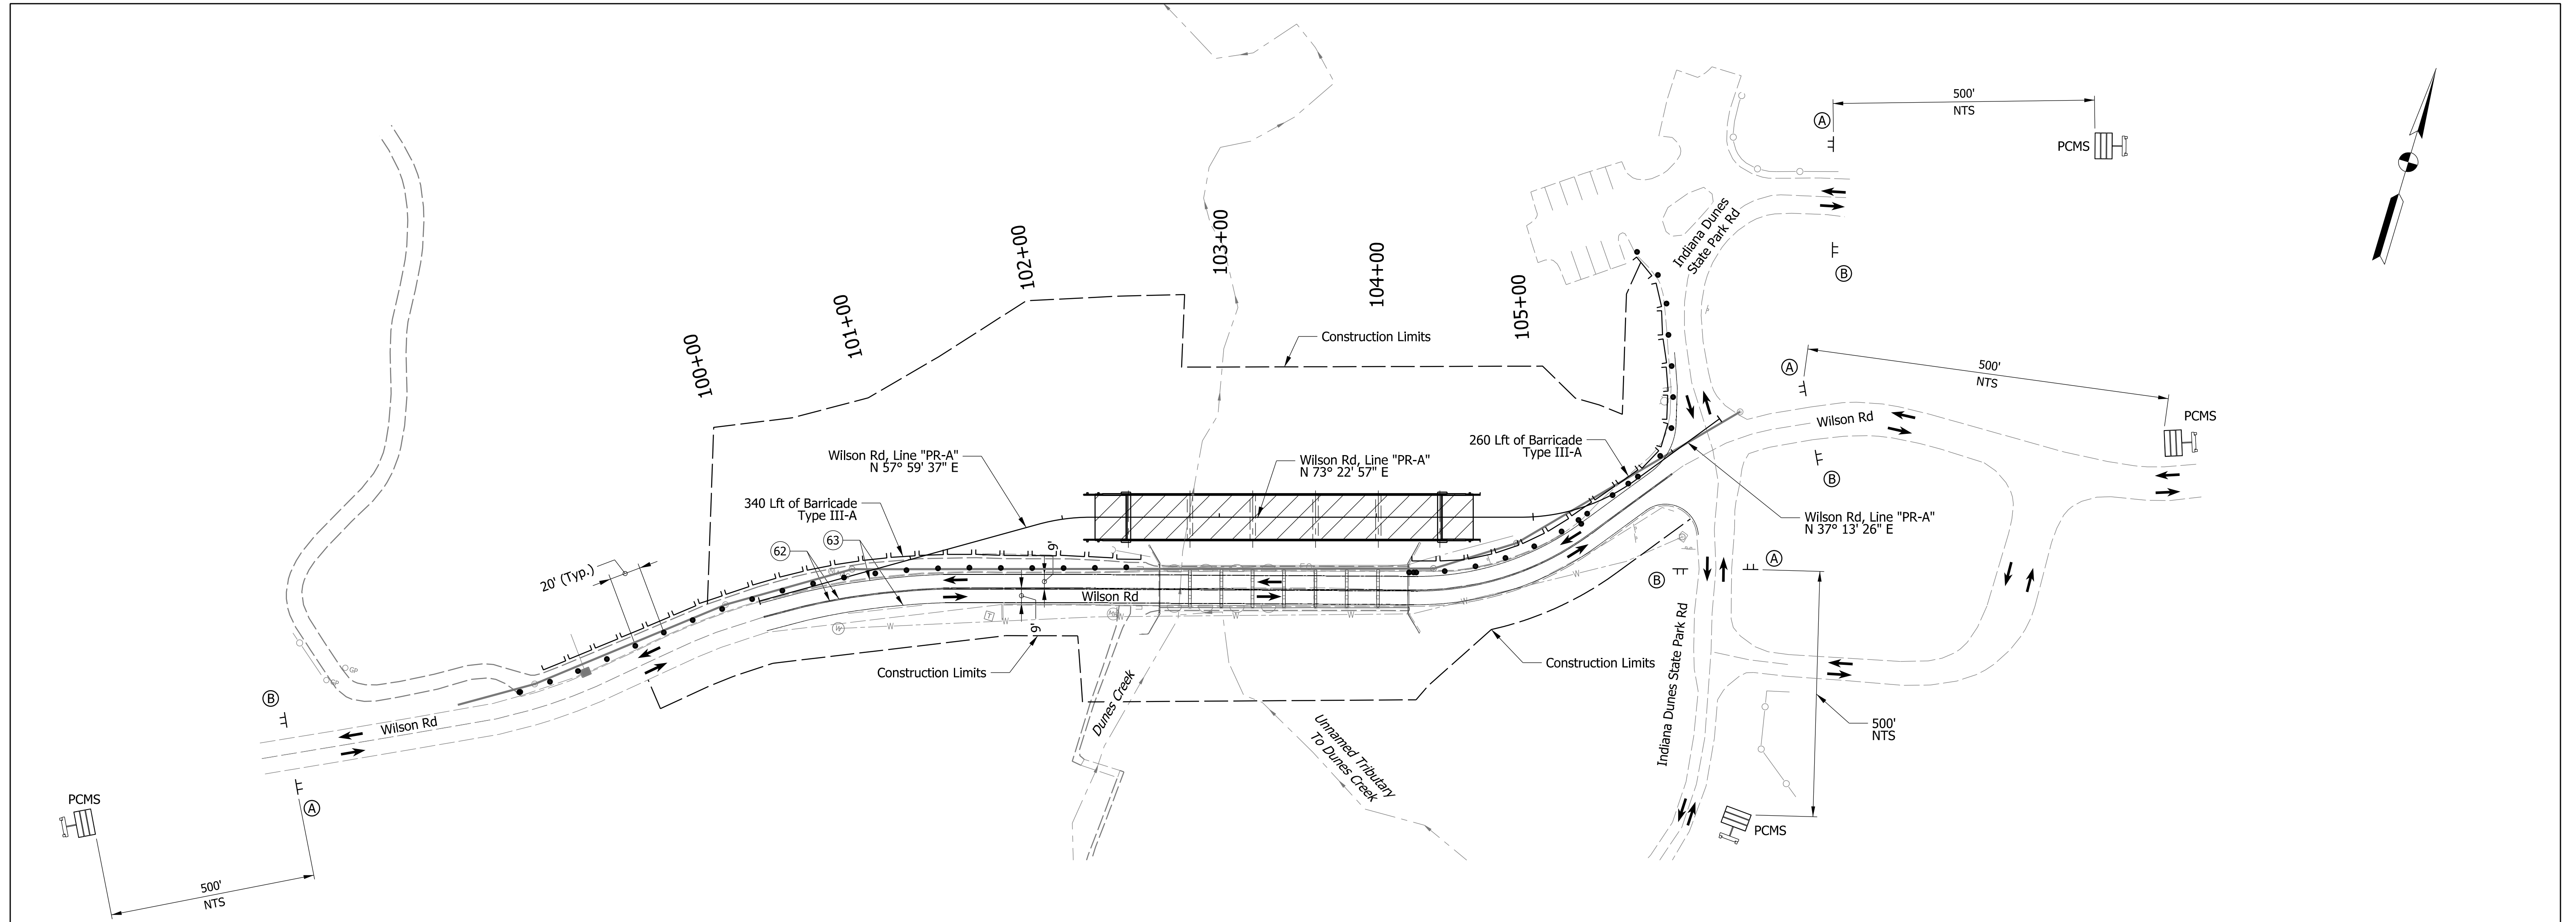 500'
NTS
A
PCMS
Indiana Dunes
State Park Rd
B
103+00
102+00
104+00
101+00
105+00
100+00
Construction Limits
A
500'
NTS
PCMS
Wilson Rd
Wilson Rd, Line "PR-A"
N 57° 59' 37" E
Wilson Rd, Line "PR-A"
N 73° 22' 57" E
260 Lft of Barricade
Type III-A
B
340 Lft of Barricade
Type III-A
Wilson Rd, Line "PR-A"
N 37° 13' 26" E
62
63
9'
20' (Typ.)
A
B
Wilson Rd
9'
W
W
W
W
W
W
W
T
GP
GP
Construction Limits
Construction Limits
Indiana Dunes State Park Rd
B
Wilson Rd
Dunes Creek
Unnamed Tributary
To Dunes Creek
500'
NTS
PCMS
A
PCMS
500'
NTS